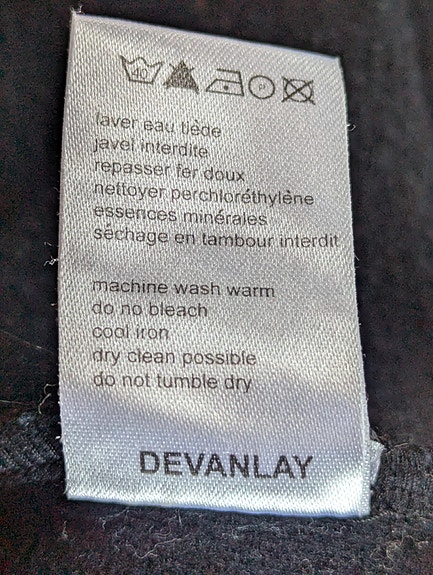 laver eau tiède
javel interdite
repasser fer doux
nettoyer perchloréthylène
essences minérales
séchage en tambour interdit
machine wash warm
do no bleach
cool iron
dry clean possible
do not tumble dry
DEVANLAY